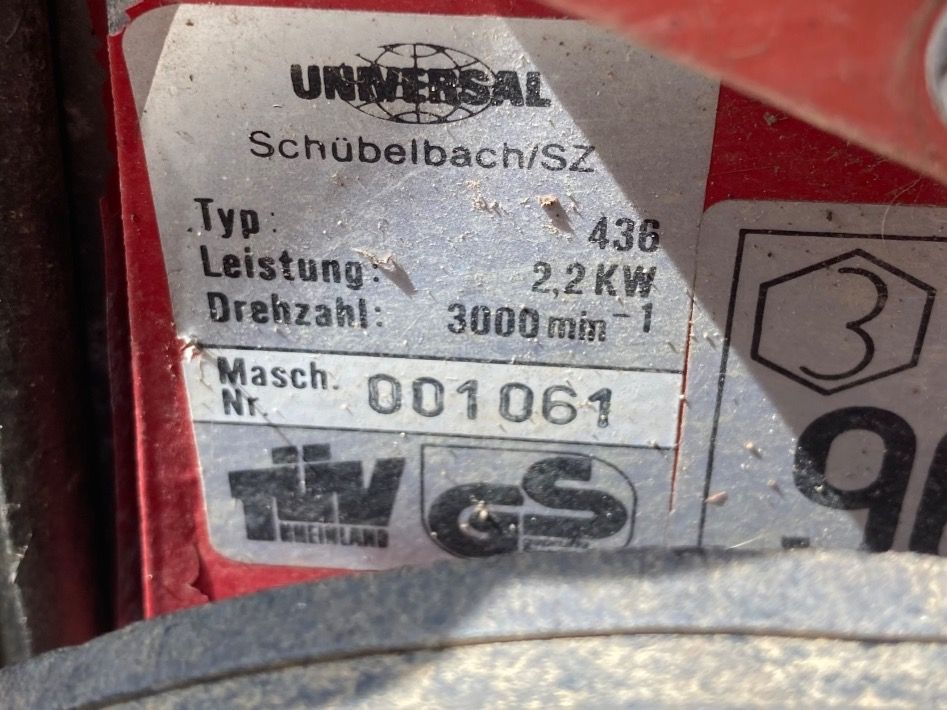 UNIVERSAL
Schübelbach/SZ
Typ: 436
Leistung: 2,2 KW
Drehzahl: 3000 min⁻¹
Masch. 001061
Nr.
TÜV
RHEINLAND
GS
3